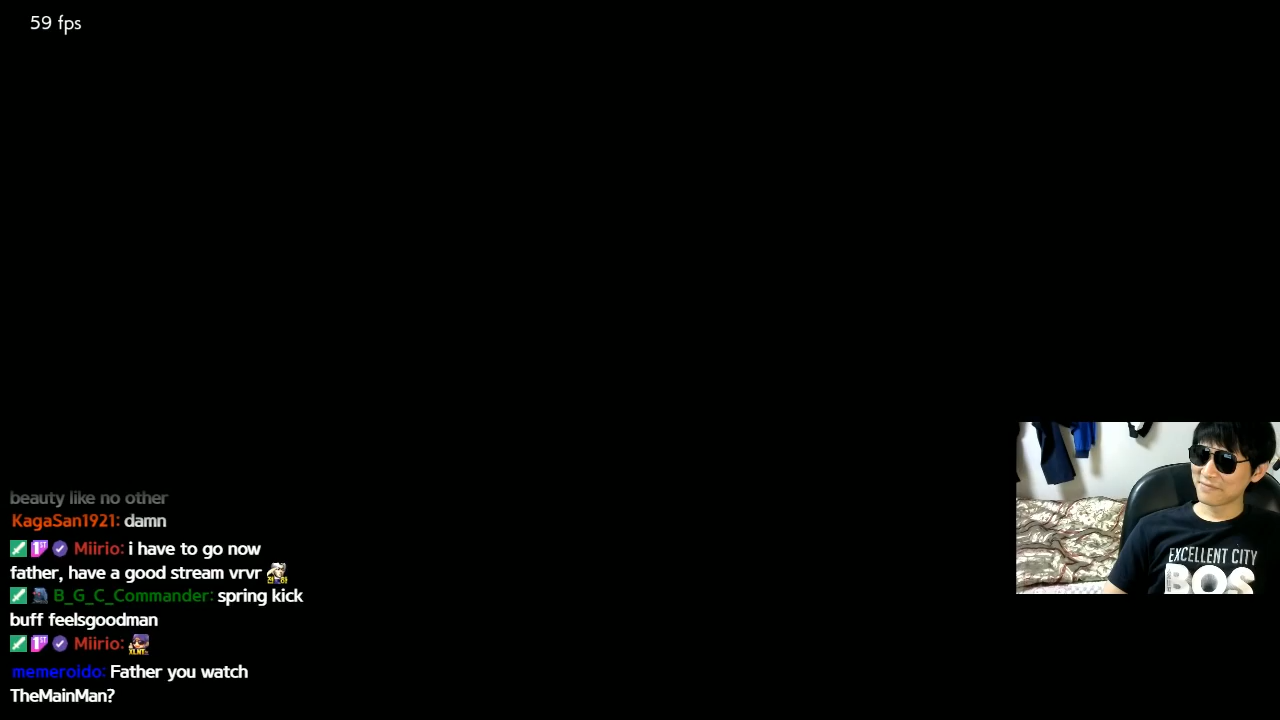 59 fps
beauty like no other
KagaSan1921: damn
Miirio: i have to go now
father, have a good stream vrvr
B_G_C_Commander: spring kick
buff feelsgoodman
Miirio:
memeroido: Father you watch
TheMainMan?
EXCELLENT CITY
BOS